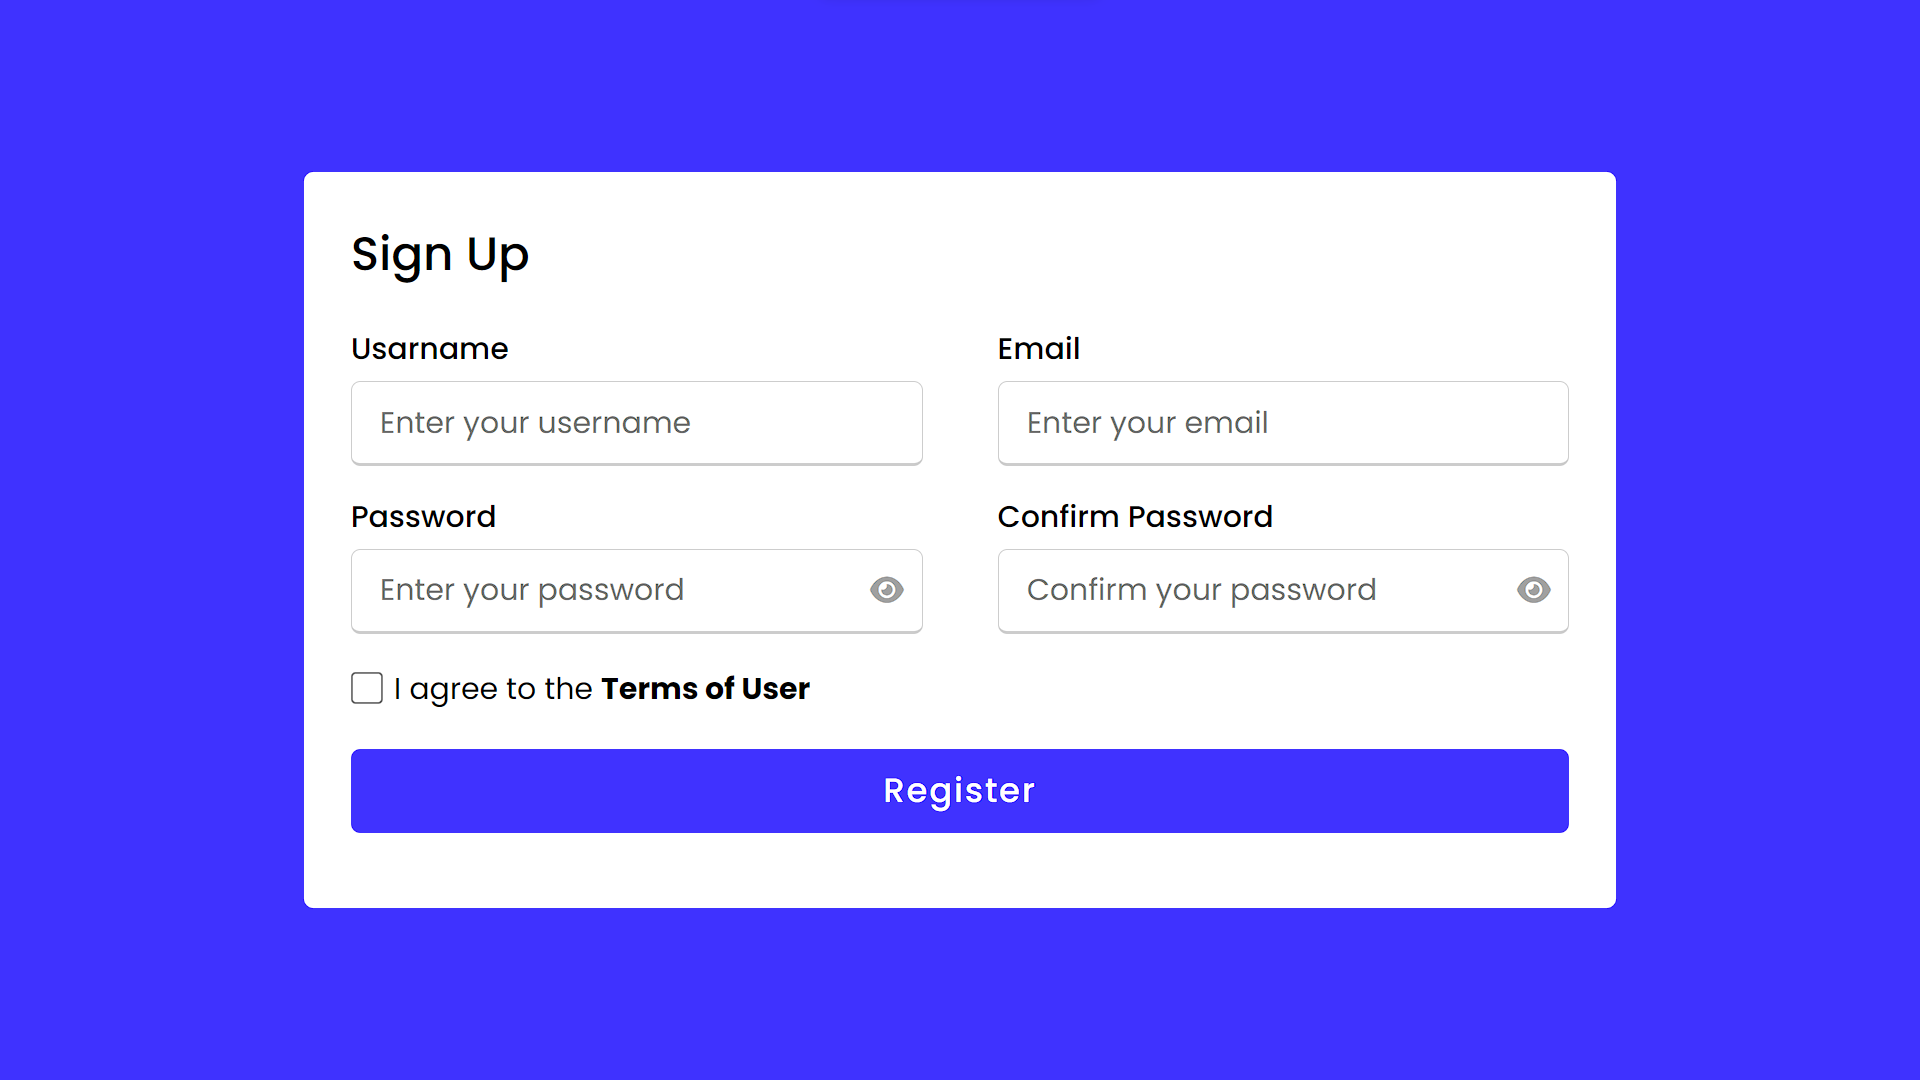 Sign Up
Usarname
Email
Enter your username
Enter your email
Password
Confirm Password
Enter your password
Confirm your password
I agree to the Terms of User
Register